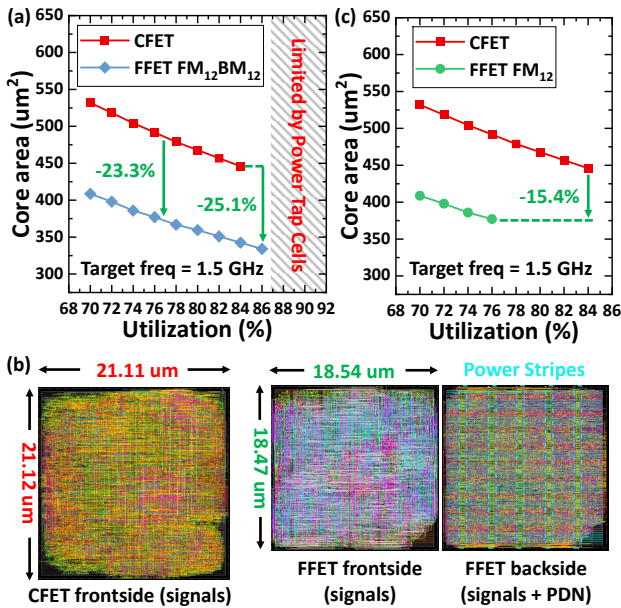 (a)
650
600
550
500
450
400
350
300
Core area (um²)
CFET
FFET FM₁₂BM₁₂
-23.3%
-25.1%
Limited by Power Tap Cells
Target freq = 1.5 GHz
68 70 72 74 76 78 80 82 84 86 88 90 92
Utilization (%)
(c)
650
600
550
500
450
400
350
300
Core area (um²)
CFET
FFET FM₁₂
-15.4%
Target freq = 1.5 GHz
68 70 72 74 76 78 80 82 84 86
Utilization (%)
(b)
21.11 um
21.12 um
CFET frontside (signals)
18.54 um
18.47 um
FFET frontside
(signals)
Power Stripes
FFET backside
(signals + PDN)